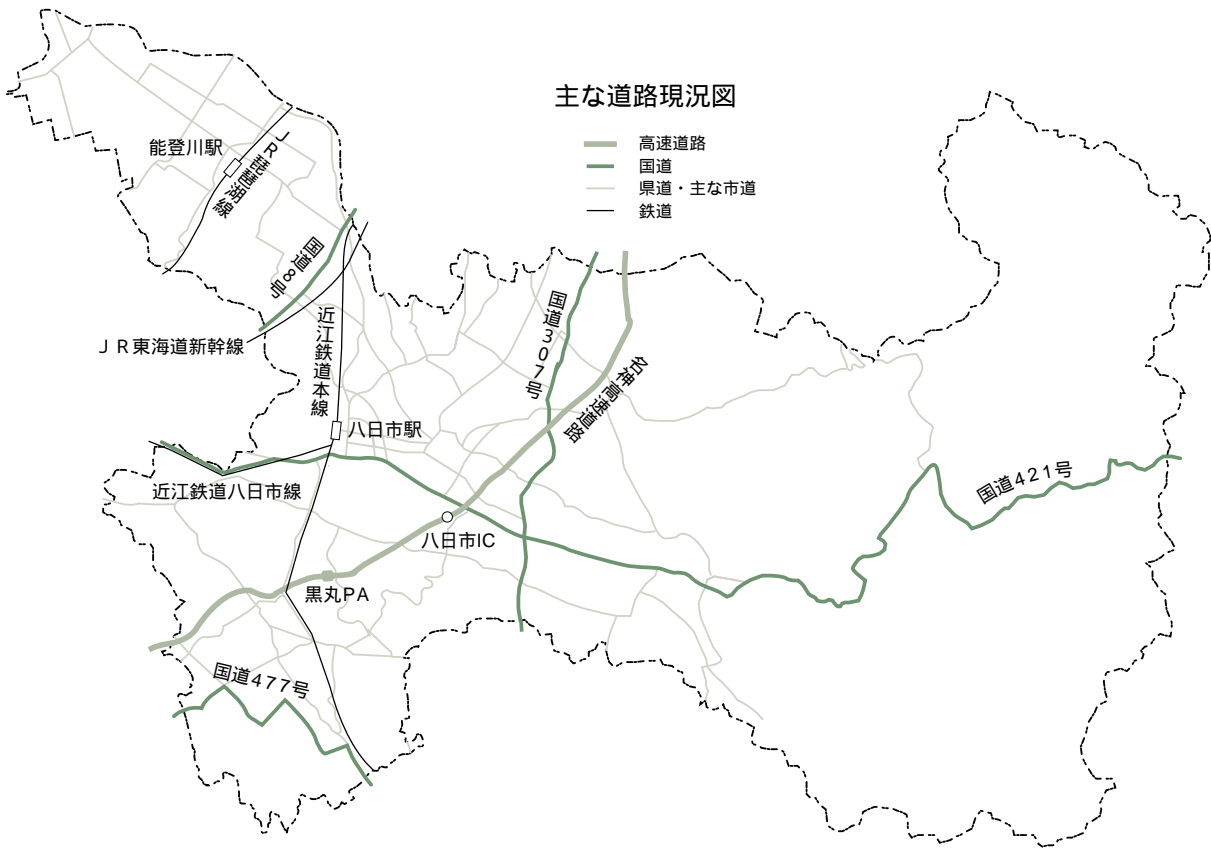 主な道路現況図
高速道路
国道
県道・主な市道
鉄道
能登川駅
ＪＲ琵琶湖線
国道8号
ＪＲ東海道新幹線
近江鉄道本線
国道307号
名神高速道路
八日市駅
近江鉄道八日市線
国道421号
八日市IC
黒丸PA
国道477号